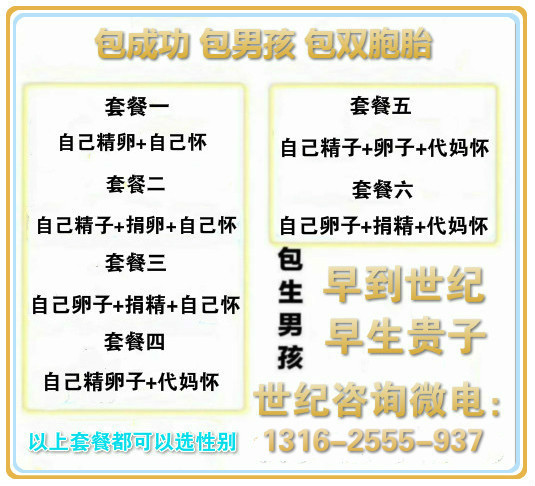 包成功 包男孩 包双胞胎
套餐一
自己精卵+自己怀
套餐二
自己精子+捐卵+自己怀
套餐三
自己卵子+捐精+自己怀
套餐四
自己精卵子+代妈怀
以上套餐都可以选性别
套餐五
自己精子+卵子+代妈怀
套餐六
自己卵子+捐精+代妈怀
包生男孩
早到世纪
早生贵子
世纪咨询微电:
1316-2555-937